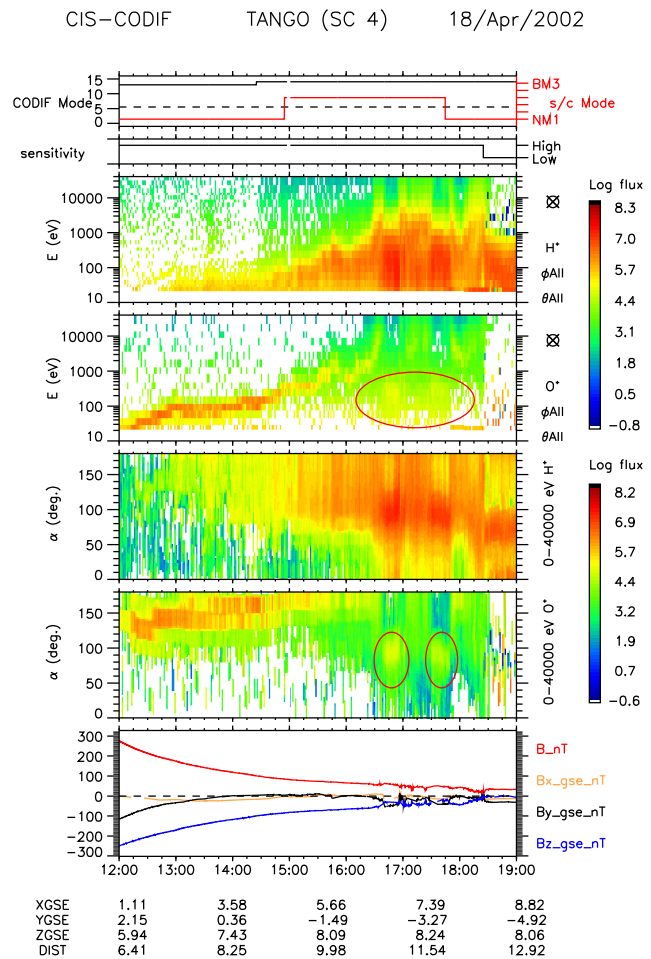 CIS-CODIF TANGO (SC 4) 18/Apr/2002
15
10
5
0
CODIF Mode
BM3
s/c Mode
NM1
sensitivity
High
Low
10000
1000
100
10
E (eV)
H+
ϕAll
θAll
Log flux
8.3
7.0
5.7
4.4
3.1
1.8
0.5
−0.8
10000
1000
100
10
E (eV)
O+
ϕAll
θAll
150
100
50
0
α (deg.)
0−40000 eV H+
Log flux
8.2
6.9
5.7
4.4
3.2
1.9
0.7
−0.6
150
100
50
0
α (deg.)
0−40000 eV O+
300
200
100
0
−100
−200
−300
B_nT
Bx_gse_nT
By_gse_nT
Bz_gse_nT
12:00 13:00 14:00 15:00 16:00 17:00 18:00 19:00
XGSE 1.11 3.58 5.66 7.39 8.82
YGSE 2.15 0.36 −1.49 −3.27 −4.92
ZGSE 5.94 7.43 8.09 8.24 8.06
DIST 6.41 8.25 9.98 11.54 12.92